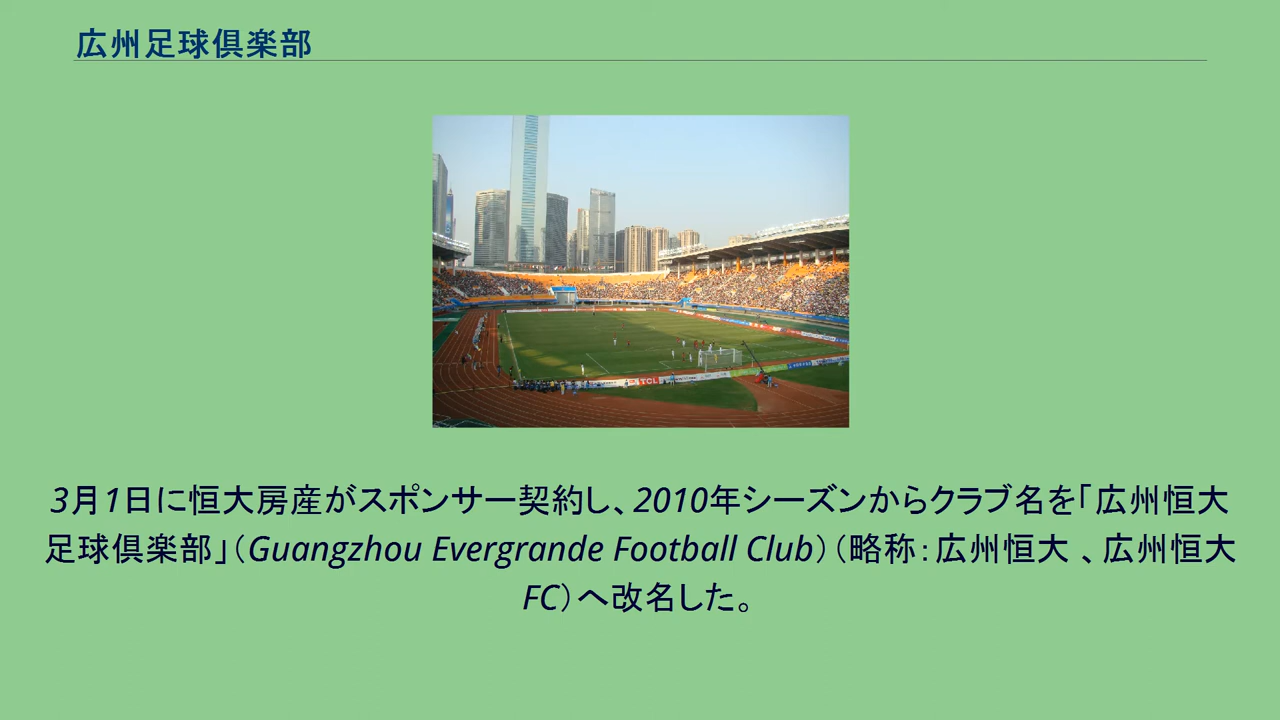 広州足球倶楽部
TCL
3月1日に恒大房産がスポンサー契約し、2010年シーズンからクラブ名を「広州恒大
足球倶楽部」（Guangzhou Evergrande Football Club）（略称：広州恒大 、広州恒大
FC）へ改名した。